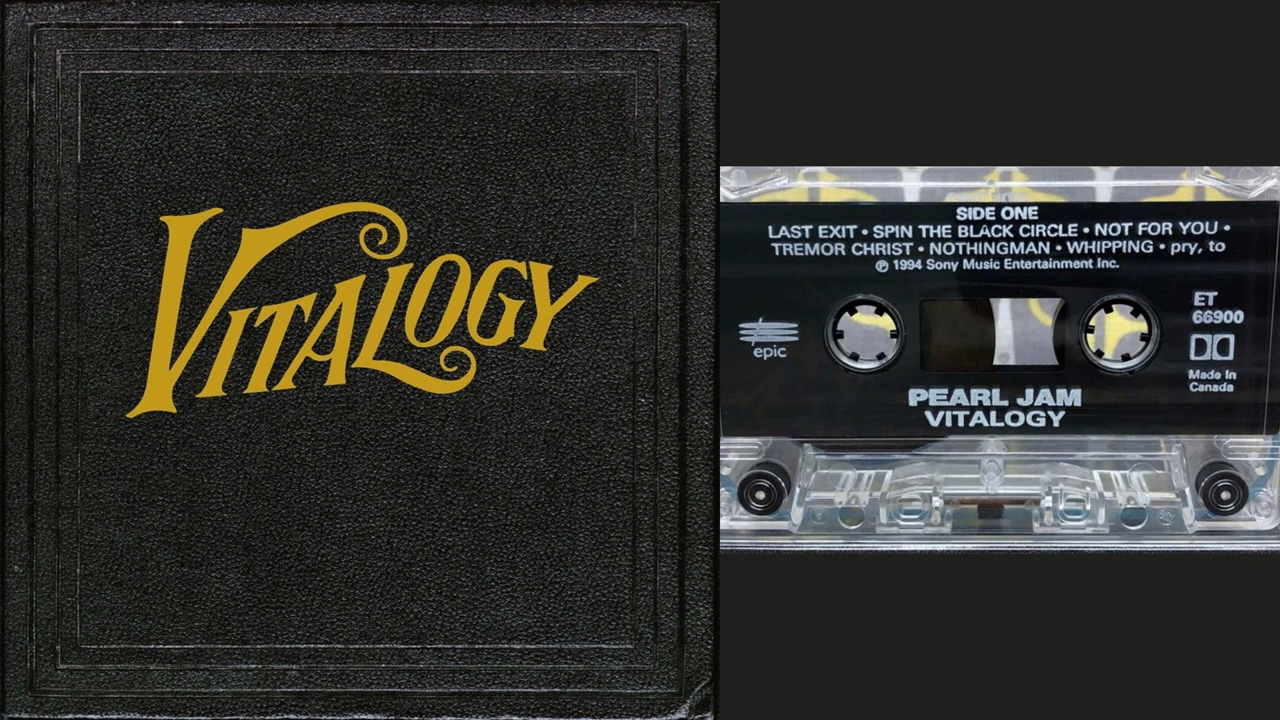 VITALOGY
SIDE ONE
LAST EXIT • SPIN THE BLACK CIRCLE • NOT FOR YOU •
TREMOR CHRIST • NOTHINGMAN • WHIPPING • pry, to
℗ 1994 Sony Music Entertainment Inc.
epic
ET
66900
Made In
Canada
PEARL JAM
VITALOGY